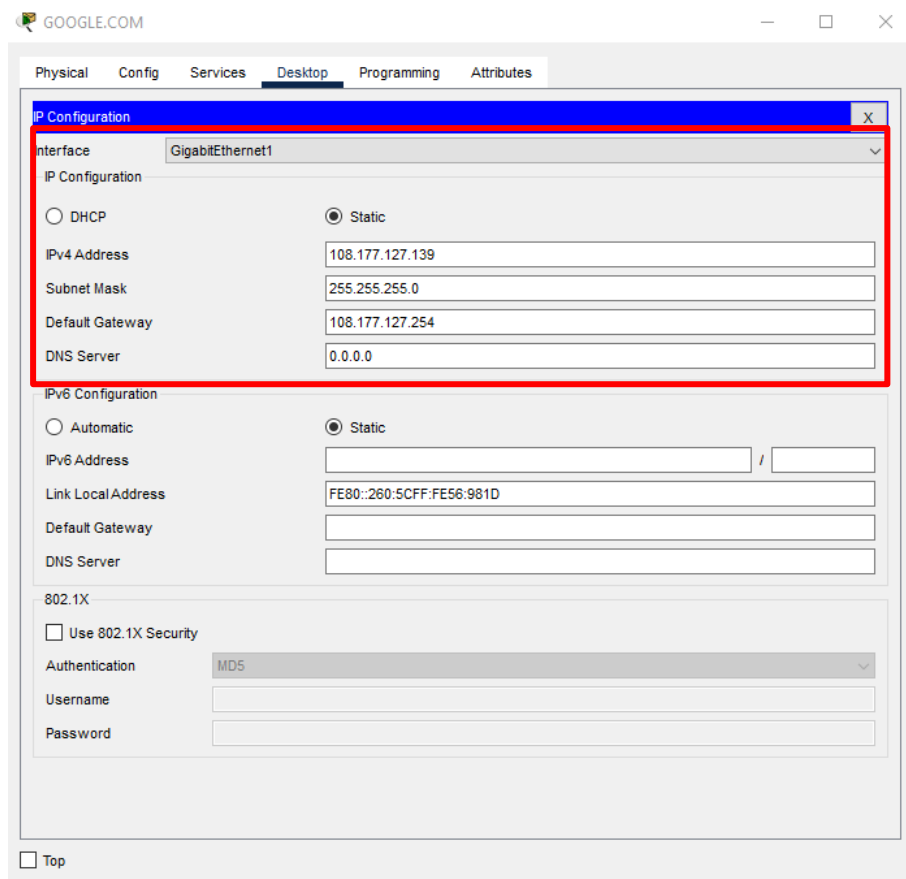 GOOGLE.COM
Physical Config Services Desktop Programming Attributes
IP Configuration X
Interface GigabitEthernet1
IP Configuration
DHCP Static
IPv4 Address 108.177.127.139
Subnet Mask 255.255.255.0
Default Gateway 108.177.127.254
DNS Server 0.0.0.0
IPv6 Configuration
Automatic Static
IPv6 Address /
Link Local Address FE80::260:5CFF:FE56:981D
Default Gateway
DNS Server
802.1X
Use 802.1X Security
Authentication MD5
Username
Password
Top